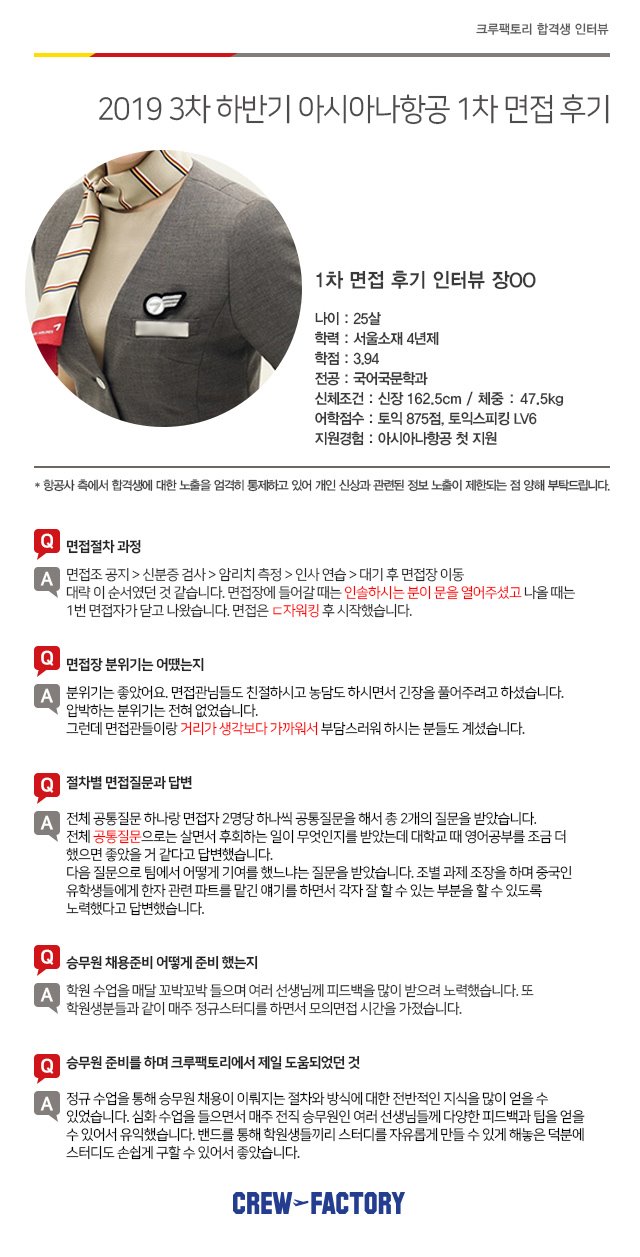 크루팩토리 합격생 인터뷰
2019 3차 하반기 아시아나항공 1차 면접 후기
1차 면접 후기 인터뷰 장OO
나이 : 25살
학력 : 서울소재 4년제
학점 : 3.94
전공 : 국어국문학과
신체조건 : 신장 162.5cm / 체중 : 47.5kg
어학점수 : 토익 875점, 토익스피킹 LV6
지원경험 : 아시아나항공 첫 지원
* 항공사 측에서 합격생에 대한 노출을 엄격히 통제하고 있어 개인 신상과 관련된 정보 노출이 제한되는 점 양해 부탁드립니다.
Q 면접절차 과정
A 면접조 공지 > 신분증 검사 > 암리치 측정 > 인사 연습 > 대기 후 면접장 이동
대략 이 순서였던 것 같습니다. 면접장에 들어갈 때는 인솔하시는 분이 문을 열어주셨고 나올 때는
1번 면접자가 닫고 나왔습니다. 면접은 ㄷ자워킹 후 시작했습니다.
Q 면접장 분위기는 어땠는지
A 분위기는 좋았어요. 면접관님들도 친절하시고 농담도 하시면서 긴장을 풀어주려고 하셨습니다.
압박하는 분위기는 전혀 없었습니다.
그런데 면접관들이랑 거리가 생각보다 가까워서 부담스러워 하시는 분들도 계셨습니다.
Q 절차별 면접질문과 답변
A 전체 공통질문 하나랑 면접자 2명당 하나씩 공통질문을 해서 총 2개의 질문을 받았습니다.
전체 공통질문으로는 살면서 후회하는 일이 무엇인지를 받았는데 대학교 때 영어공부를 조금 더
했으면 좋았을 거 같다고 답변했습니다.
다음 질문으로 팀에서 어떻게 기여를 했느냐는 질문을 받았습니다. 조별 과제 조장을 하며 중국인
유학생들에게 한자 관련 파트를 맡긴 얘기를 하면서 각자 잘 할 수 있는 부분을 할 수 있도록
노력했다고 답변했습니다.
Q 승무원 채용준비 어떻게 준비 했는지
A 학원 수업을 매달 꼬박꼬박 들으며 여러 선생님께 피드백을 많이 받으려 노력했습니다. 또
학원생분들과 같이 매주 정규스터디를 하면서 모의면접 시간을 가졌습니다.
Q 승무원 준비를 하며 크루팩토리에서 제일 도움되었던 것
A 정규 수업을 통해 승무원 채용이 이뤄지는 절차와 방식에 대한 전반적인 지식을 많이 얻을 수
있었습니다. 심화 수업을 들으면서 매주 전직 승무원인 여러 선생님들께 다양한 피드백과 팁을 얻을
수 있어서 유익했습니다. 밴드를 통해 학원생들끼리 스터디를 자유롭게 만들 수 있게 해놓은 덕분에
스터디도 손쉽게 구할 수 있어서 좋았습니다.
CREW FACTORY